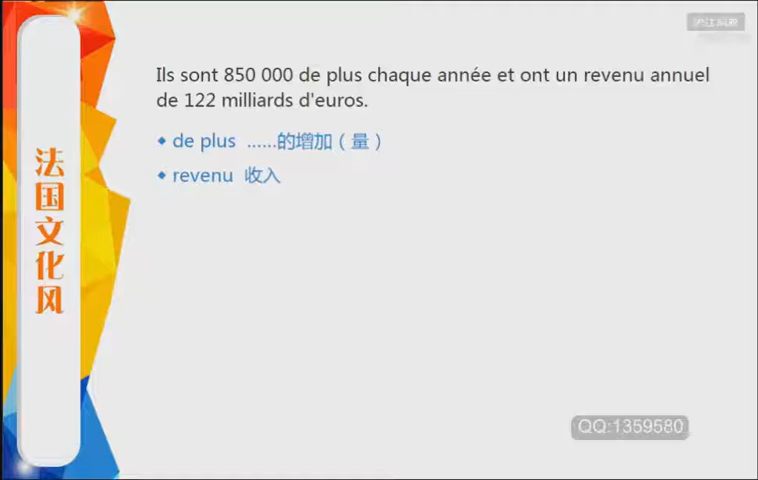 Ils sont 850 000 de plus chaque année et ont un revenu annuel
de 122 milliards d'euros.
de plus ......的增加（量）
revenu 收入
法国文化风
QQ:1359580